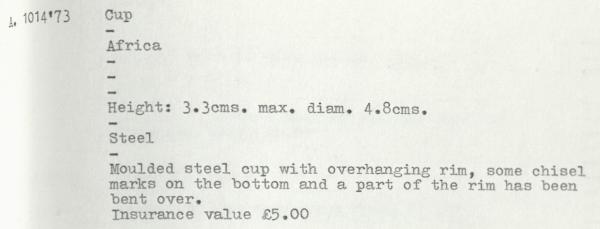 A. 1014'73 Cup
-
Africa
-
-
-
Height: 3.3cms. max. diam. 4.8cms.
-
Steel
-
Moulded steel cup with overhanging rim, some chisel
marks on the bottom and a part of the rim has been
bent over.
Insurance value £5.00